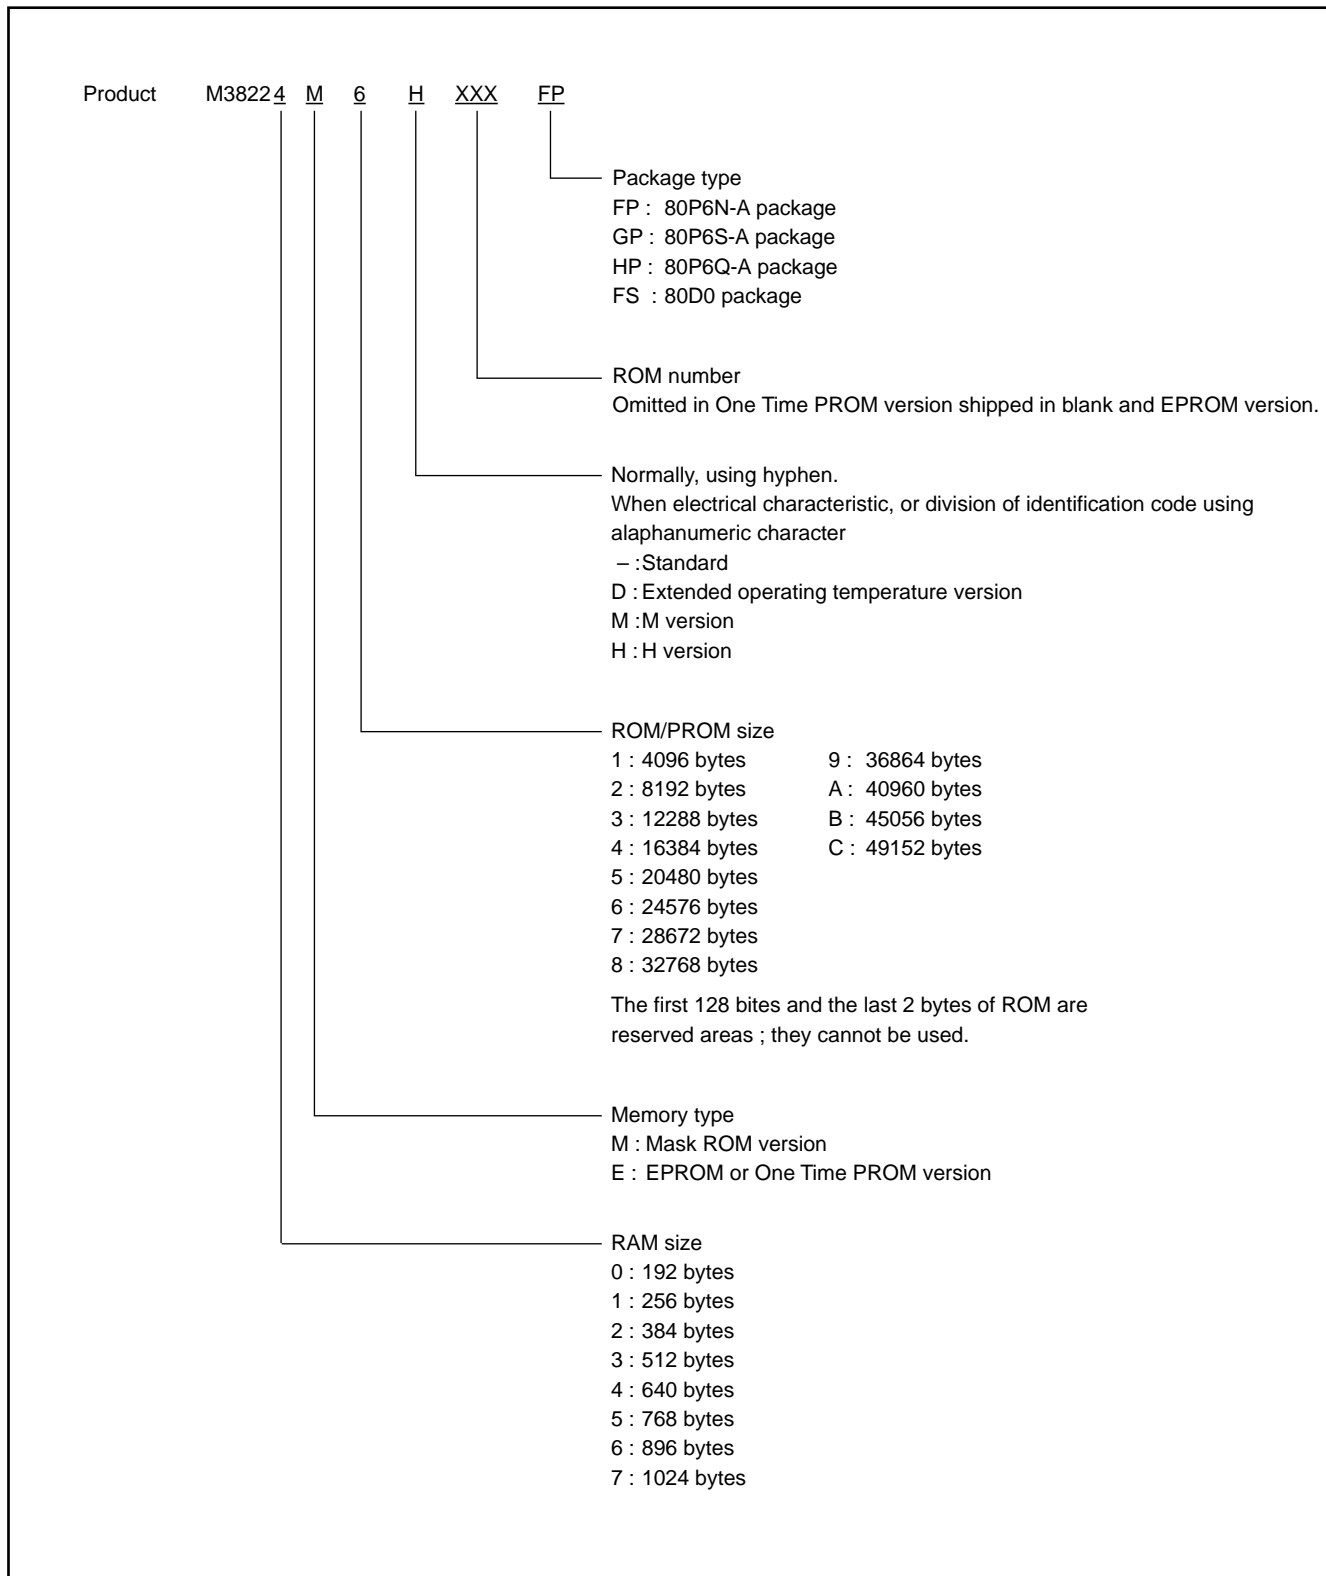 Product M38224 M 6 H XXX FP
Package type
FP : 80P6N-A package
GP : 80P6S-A package
HP : 80P6Q-A package
FS : 80D0 package
ROM number
Omitted in One Time PROM version shipped in blank and EPROM version.
Normally, using hyphen.
When electrical characteristic, or division of identification code using
alaphanumeric character
– : Standard
D : Extended operating temperature version
M : M version
H : H version
ROM/PROM size
1 : 4096 bytes 9 : 36864 bytes
2 : 8192 bytes A : 40960 bytes
3 : 12288 bytes B : 45056 bytes
4 : 16384 bytes C : 49152 bytes
5 : 20480 bytes
6 : 24576 bytes
7 : 28672 bytes
8 : 32768 bytes
The first 128 bites and the last 2 bytes of ROM are
reserved areas ; they cannot be used.
Memory type
M : Mask ROM version
E : EPROM or One Time PROM version
RAM size
0 : 192 bytes
1 : 256 bytes
2 : 384 bytes
3 : 512 bytes
4 : 640 bytes
5 : 768 bytes
6 : 896 bytes
7 : 1024 bytes